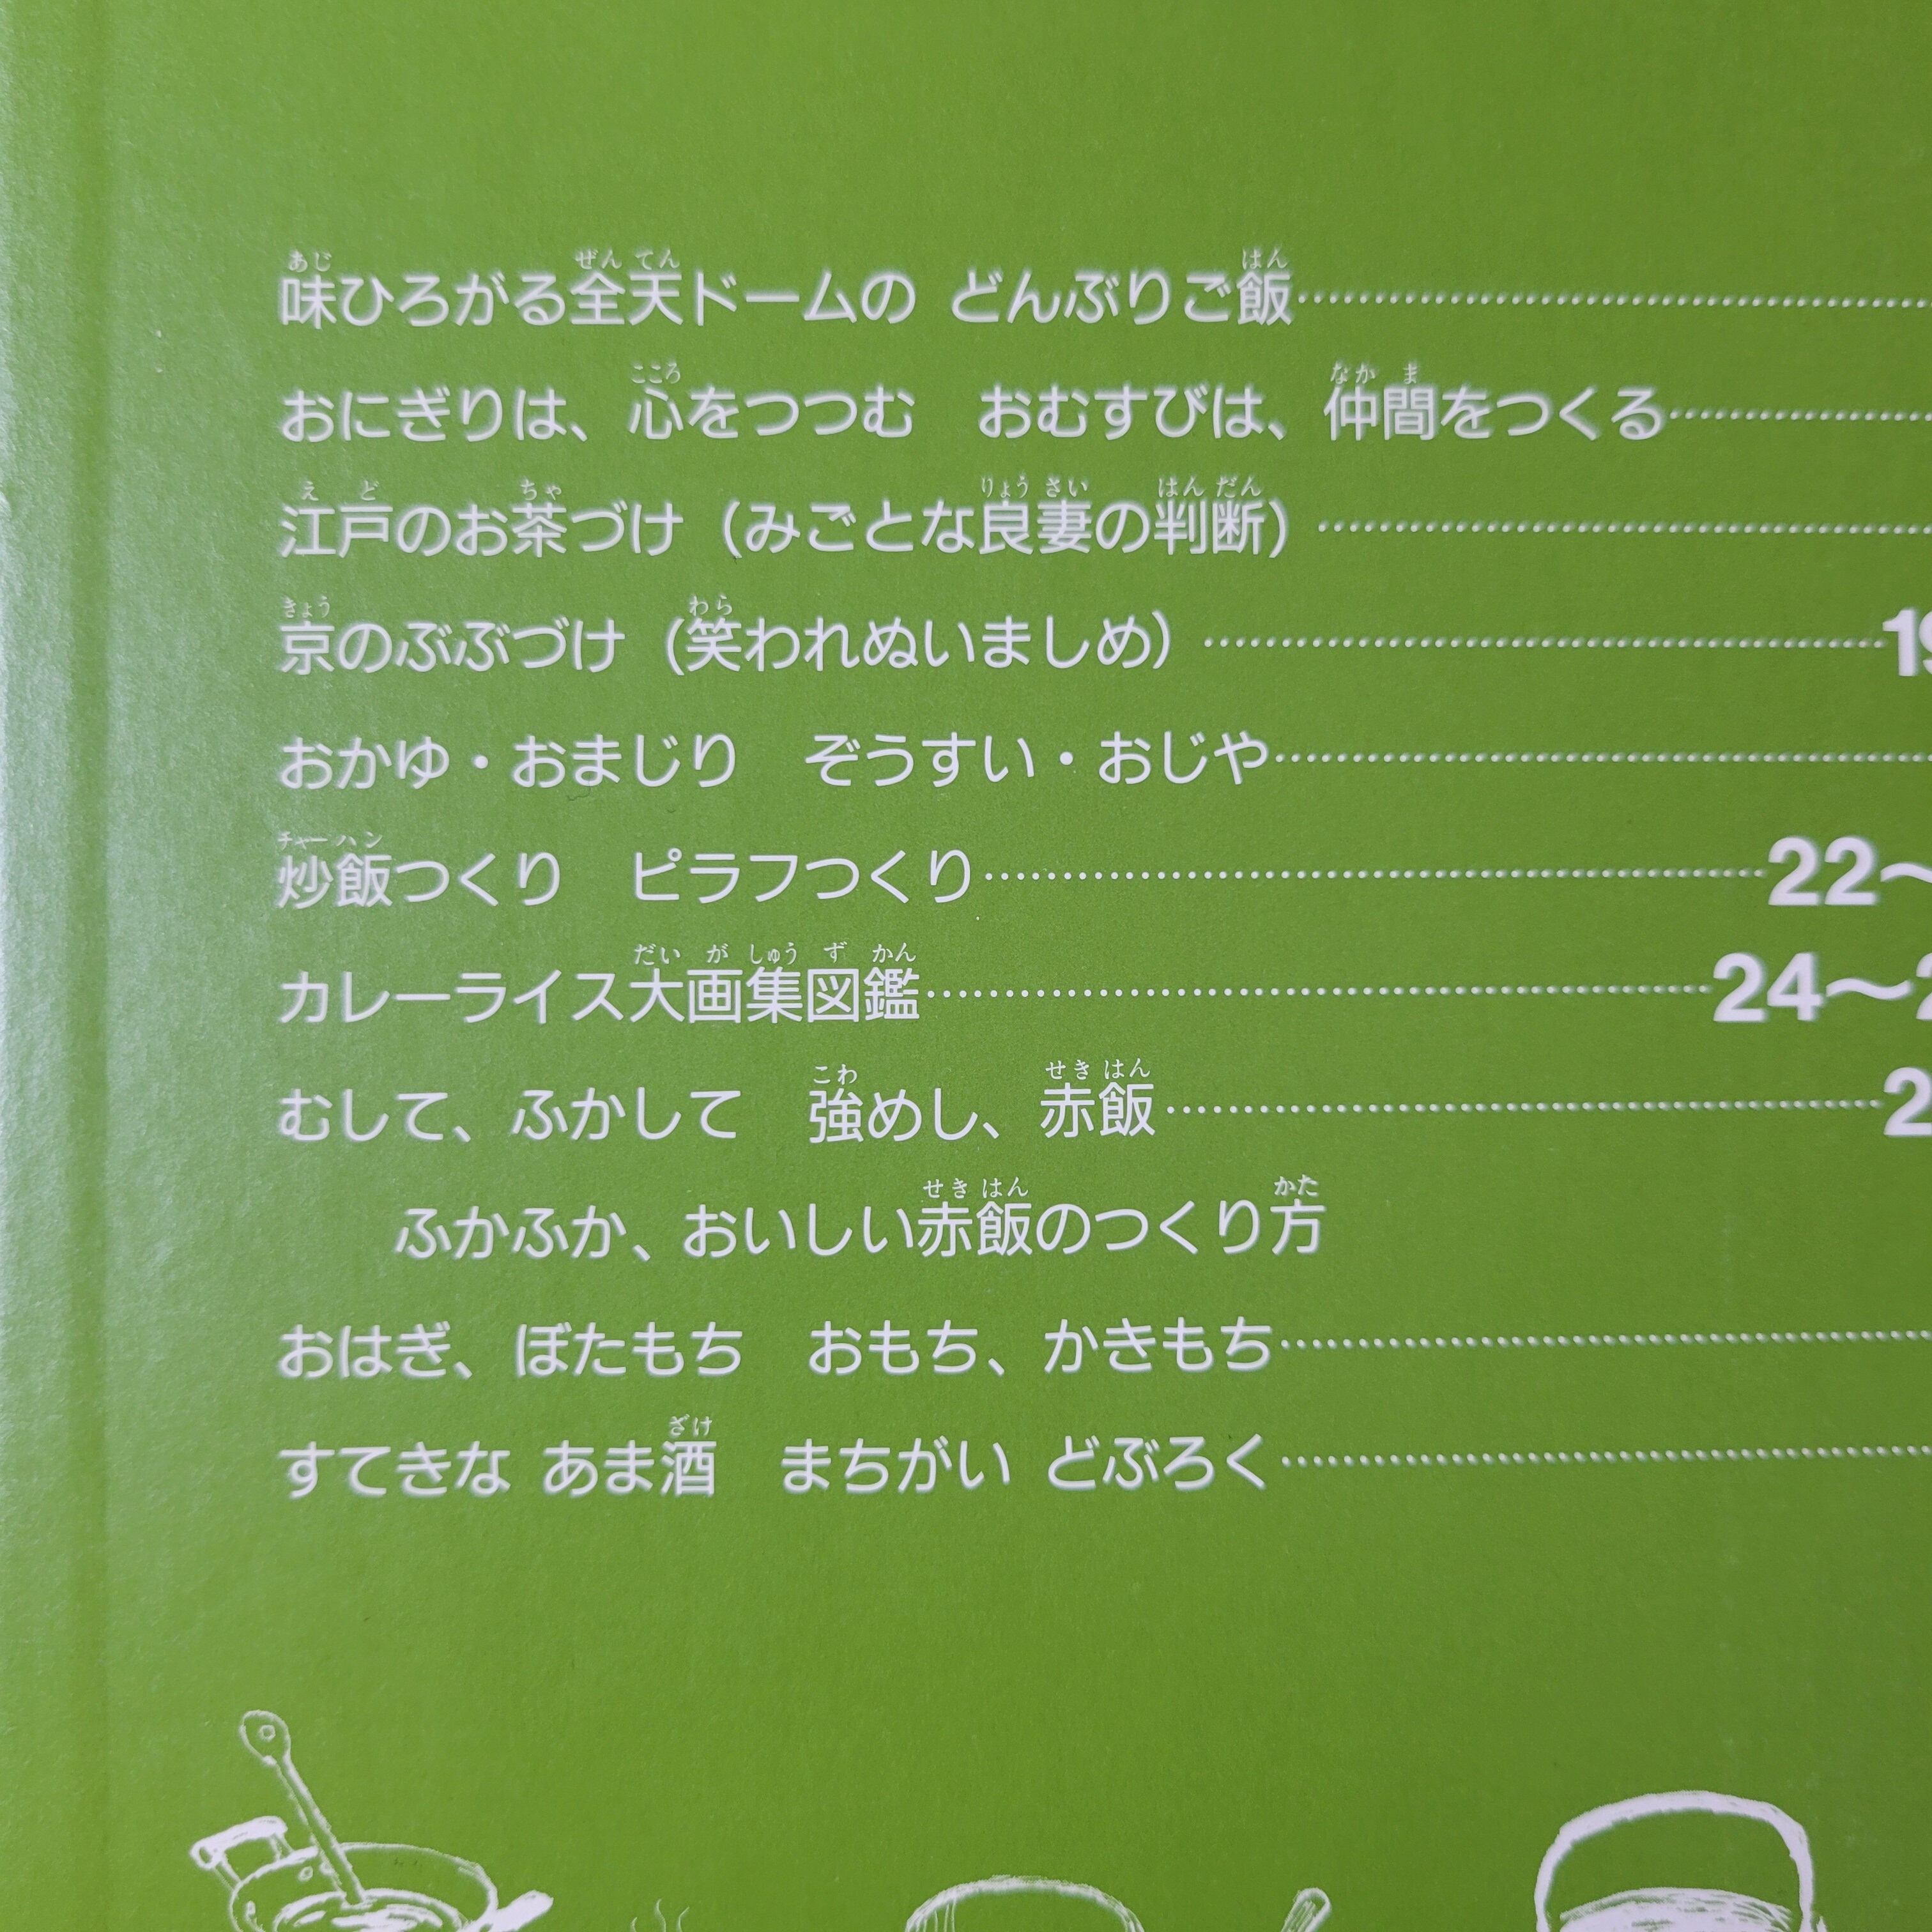 味ひろがる全天ドームの どんぶりご飯
おにぎりは、心をつつむ　おむすびは、仲間をつくる
江戸のお茶づけ（みごとな良妻の判断）
京のぶぶづけ（笑われぬいましめ）
おかゆ・おまじり　ぞうすい・おじや
炒飯つくり　ピラフつくり 22〜
カレーライス大画集図鑑 24〜2
むして、ふかして　強めし、赤飯 2
ふかふか、おいしい赤飯のつくり方
おはぎ、ぼたもち　おもち、かきもち
すてきな あま酒　まちがい どぶろく